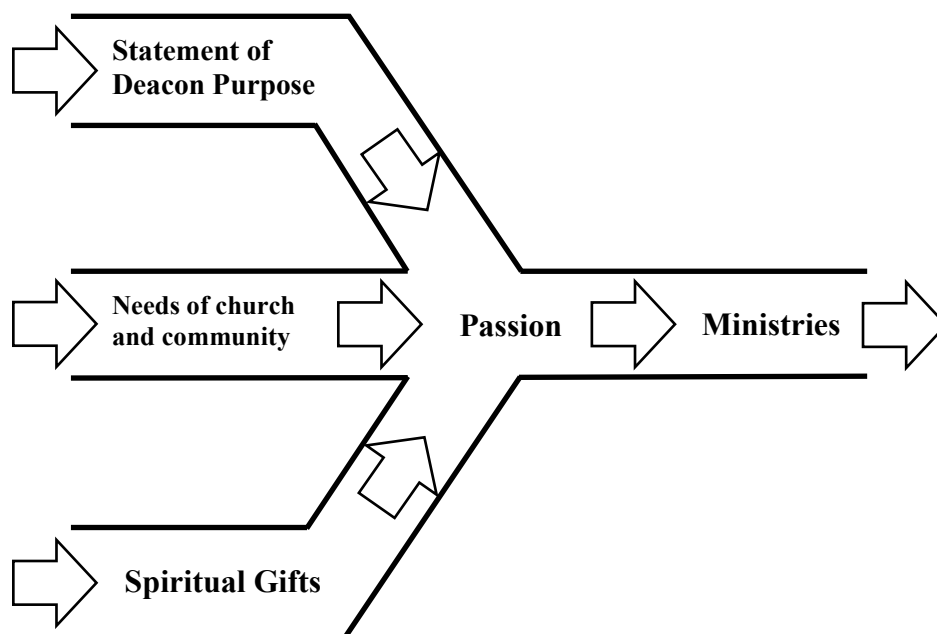 Statement of
Deacon Purpose
Needs of church
and community
Passion
Ministries
Spiritual Gifts